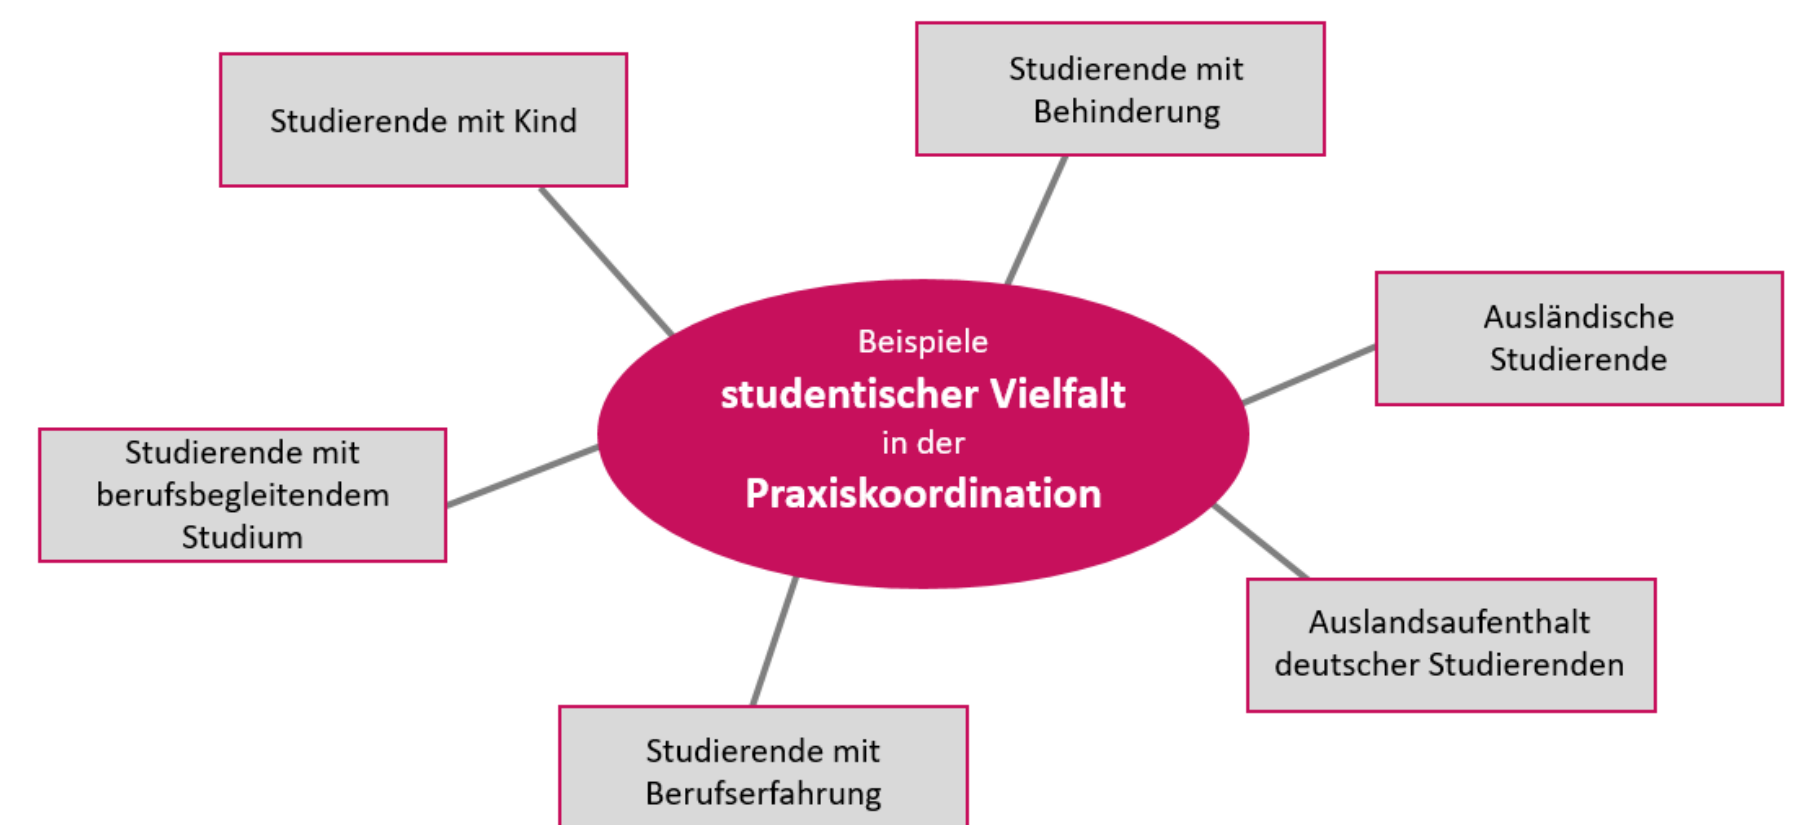 Studierende mit Kind
Studierende mit
Behinderung
Ausländische
Studierende
Beispiele
studentischer Vielfalt
in der
Praxiskoordination
Studierende mit
berufsbegleitendem
Studium
Auslandsaufenthalt
deutscher Studierenden
Studierende mit
Berufserfahrung